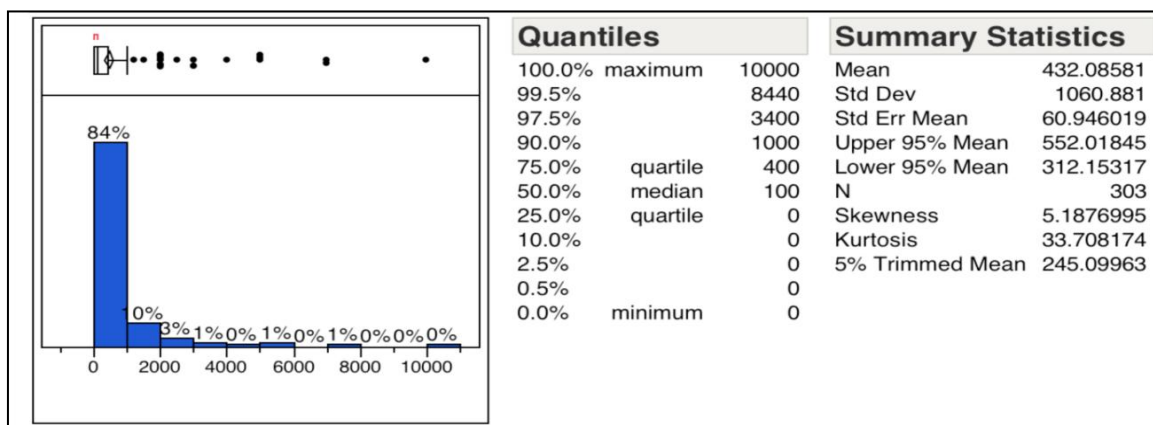 n
84%
10%
3%
1%
0%
1%
0%
1%
0%
0%
0%
0 2000 4000 6000 8000 10000
Quantiles
100.0% maximum 10000
99.5% 8440
97.5% 3400
90.0% 1000
75.0% quartile 400
50.0% median 100
25.0% quartile 0
10.0% 0
2.5% 0
0.5% 0
0.0% minimum 0
Summary Statistics
Mean 432.08581
Std Dev 1060.881
Std Err Mean 60.946019
Upper 95% Mean 552.01845
Lower 95% Mean 312.15317
N 303
Skewness 5.1876995
Kurtosis 33.708174
5% Trimmed Mean 245.09963